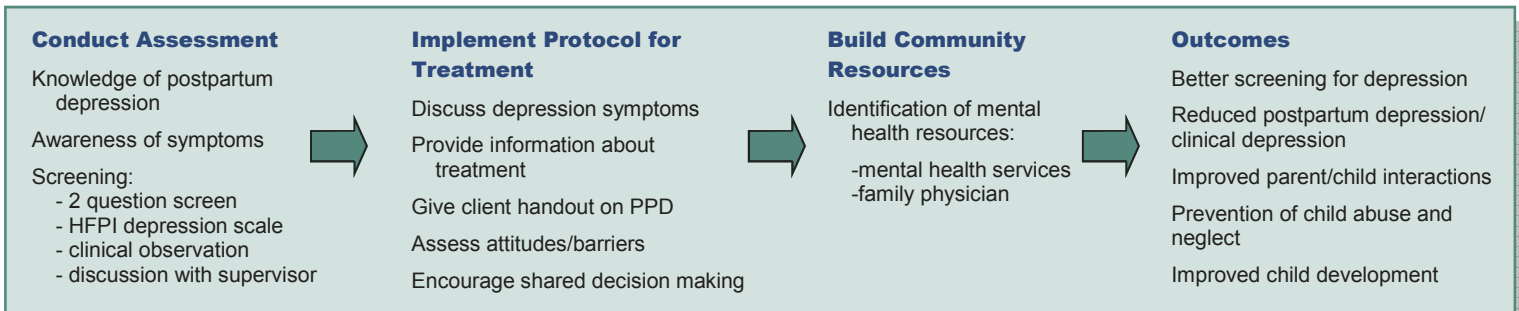 Conduct Assessment
Knowledge of postpartum
depression
Awareness of symptoms
Screening:
- 2 question screen
- HFPI depression scale
- clinical observation
- discussion with supervisor
Implement Protocol for
Treatment
Discuss depression symptoms
Provide information about
treatment
Give client handout on PPD
Assess attitudes/barriers
Encourage shared decision making
Build Community
Resources
Identification of mental
health resources:
-mental health services
-family physician
Outcomes
Better screening for depression
Reduced postpartum depression/
clinical depression
Improved parent/child interactions
Prevention of child abuse and
neglect
Improved child development